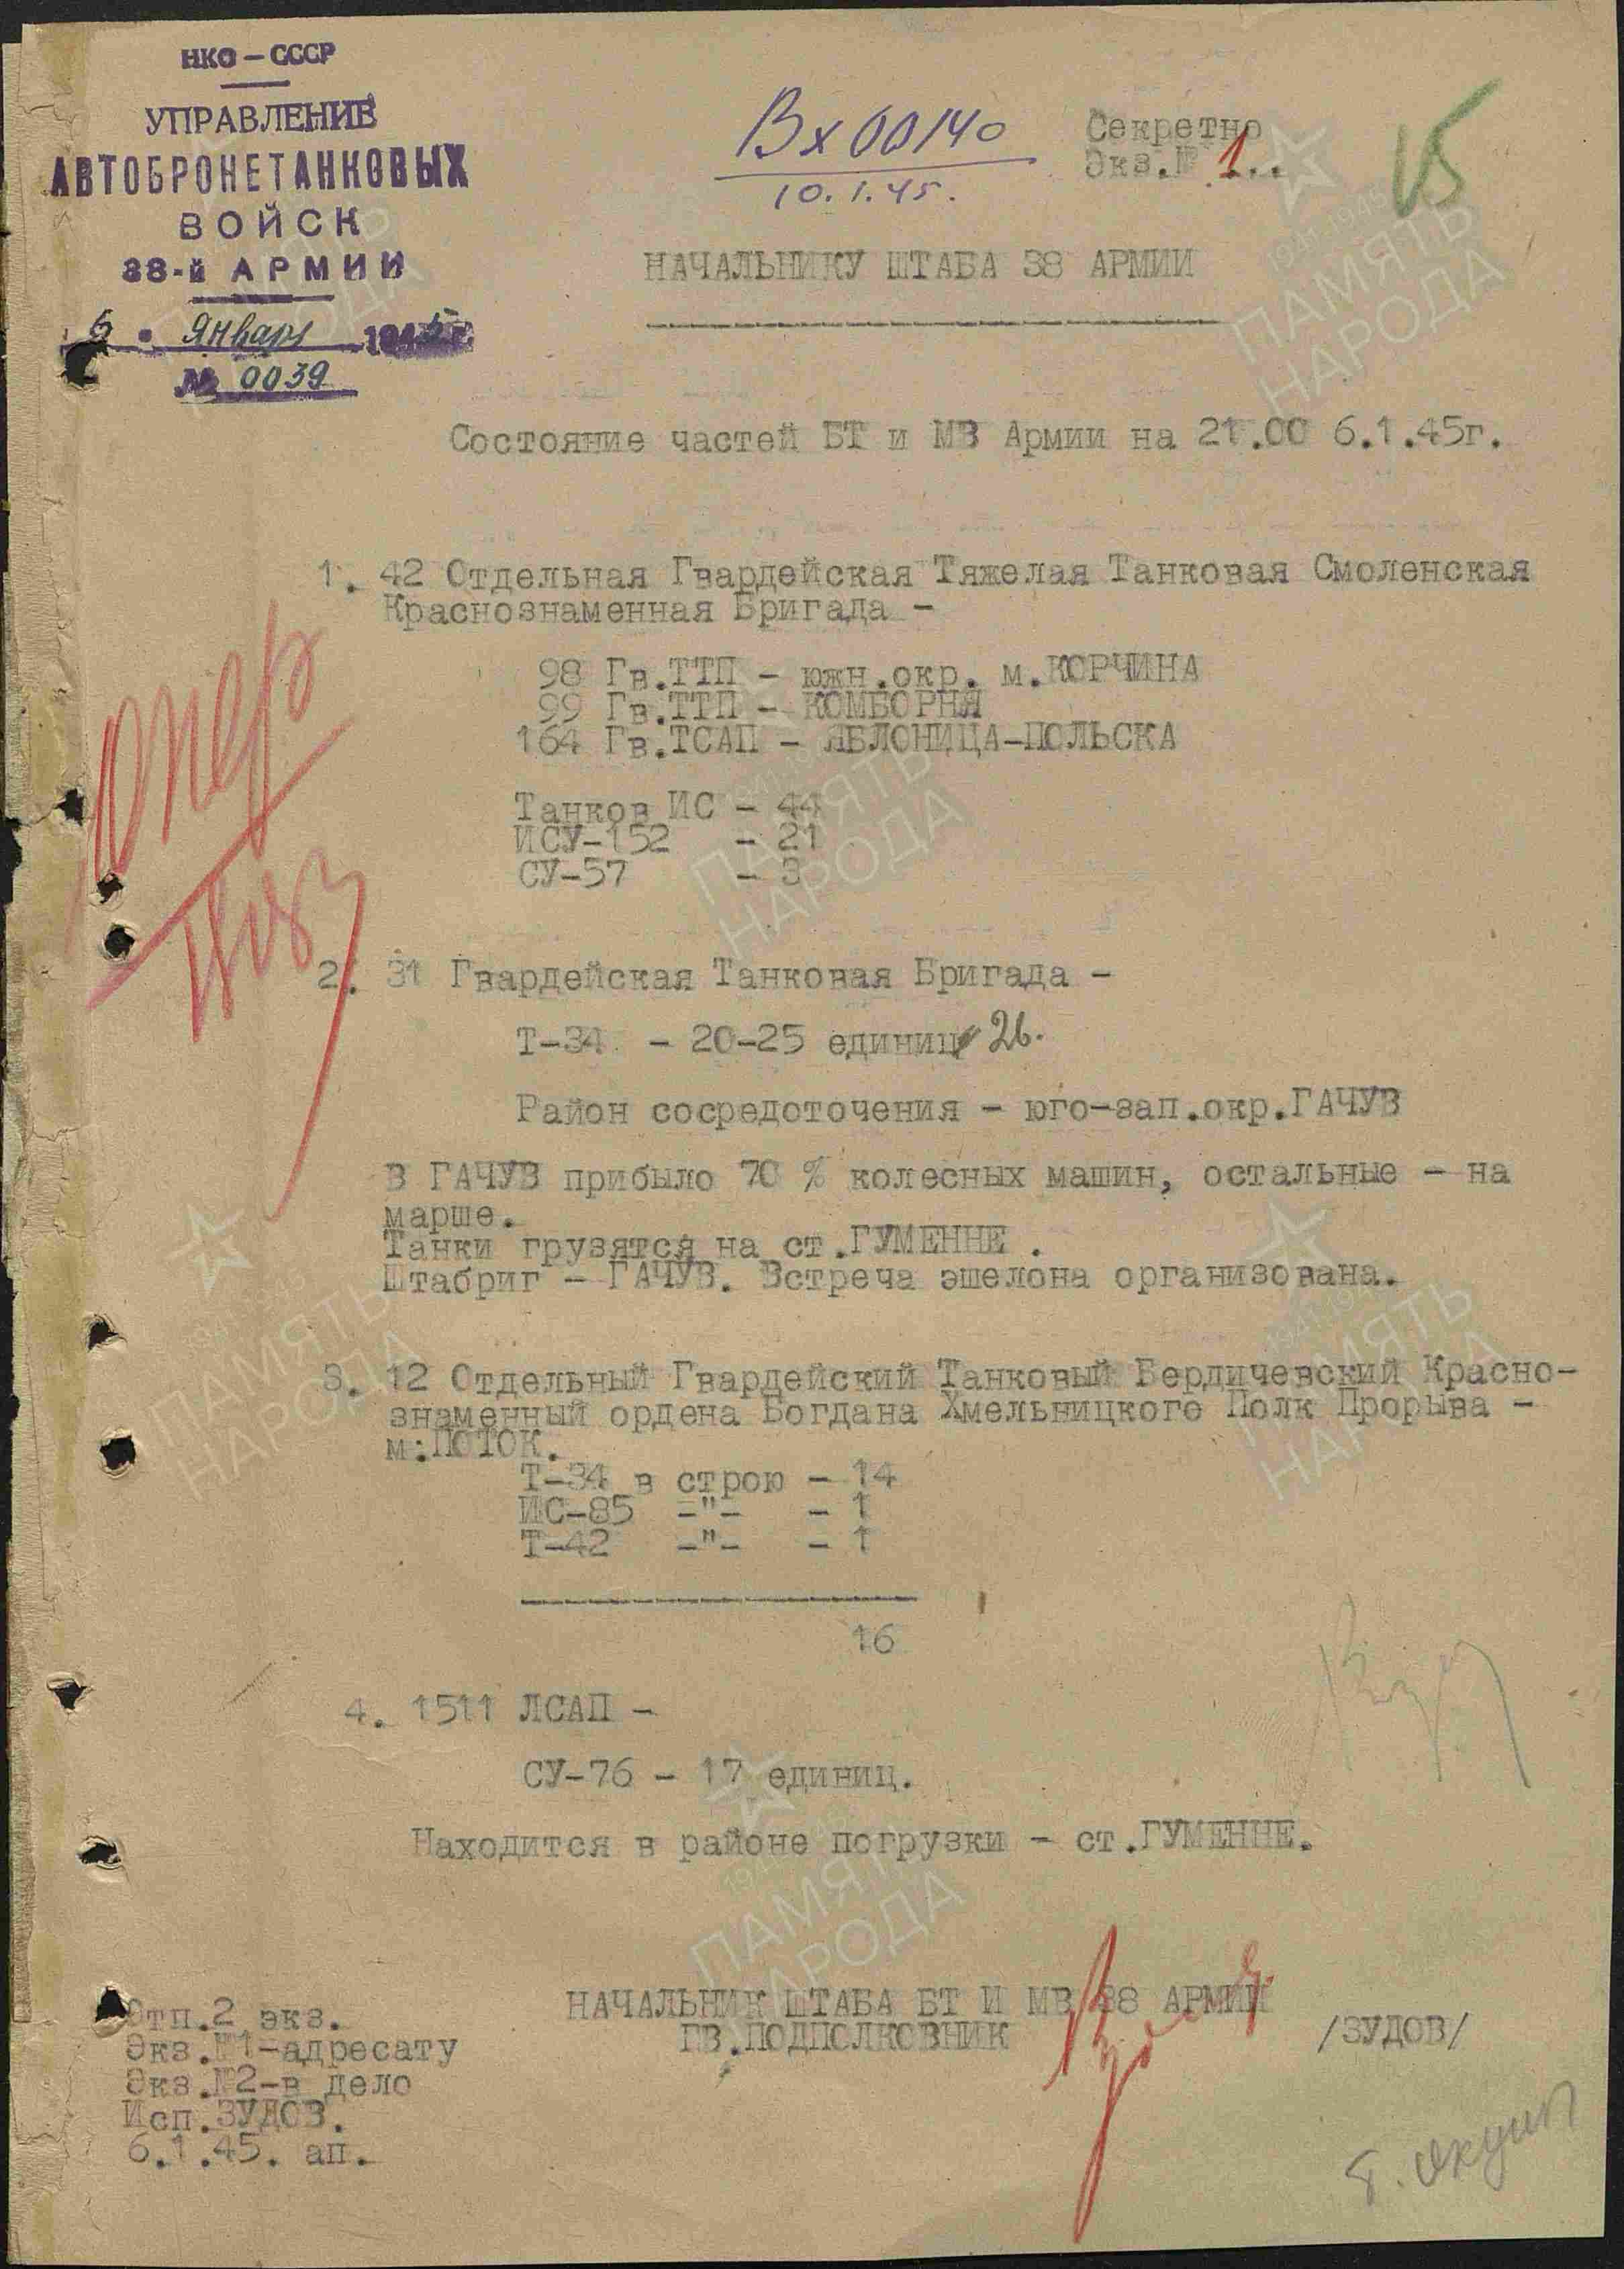 НКО — СССР
УПРАВЛЕНИЕ
АВТОБРОНЕТАНКОВЫХ
ВОЙСК
38-й АРМИИ
6 • Январь 1945 г.
№ 0039
Вх 00140
10.1.45.
Секретно
Экз.№ 1...
НАЧАЛЬНИКУ ШТАБА 38 АРМИИ
Состояние частей БТ и МВ Армии на 21.00 6.1.45г.
1. 42 Отдельная Гвардейская Тяжелая Танковая Смоленская
Краснознаменная Бригада -
98 Гв.ТТП - южн.окр. м.КОРЧИНА
99 Гв.ТТП - КОМБОРНЯ
164 Гв.ТСАП - ЯБЛОНИЦА-ПОЛЬСКА
Танков ИС - 44
ИСУ-152 - 21
СУ-57 - 3
2. 31 Гвардейская Танковая Бригада -
Т-34 - 20-25 единиц 26.
Район сосредоточения - юго-зап.окр.ГАЧУВ
В ГАЧУВ прибыло 70 % колесных машин, остальные - на
марше.
Танки грузятся на ст.ГУМЕННЕ .
Штабриг - ГАЧУВ. Встреча эшелона организована.
3. 12 Отдельный Гвардейский Танковый Бердичевский Красно-
знаменный ордена Богдана Хмельницкого Полк Прорыва -
м.ПОТОК.
Т-34 в строю - 14
ИС-85 -"- - 1
Т-42 -"- - 1
16
4. 1511 ЛСАП -
СУ-76 - 17 единиц.
Находится в районе погрузки - ст.ГУМЕННЕ.
НАЧАЛЬНИК ШТАБА БТ И МВ 38 АРМИИ
ГВ.ПОДПОЛКОВНИК
/ЗУДОВ/
Отп.2 экз.
Экз.№1-адресату
Экз.№2-в дело
Исп.ЗУДОВ.
6.1.45. ап.
ПАМЯТЬ
НАРОДА